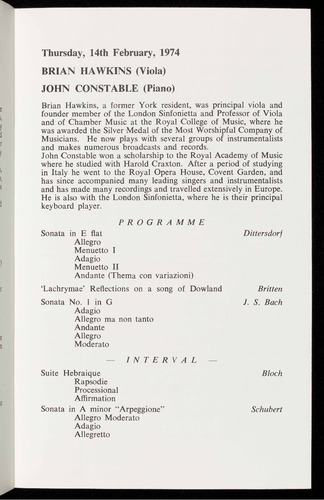 Thursday, 14th February, 1974
BRIAN HAWKINS (Viola)
JOHN CONSTABLE (Piano)
Brian Hawkins, a former York resident, was principal viola and
founder member of the London Sinfonietta and Professor of Viola
and of Chamber Music at the Royal College of Music, where he
was awarded the Silver Medal of the Most Worshipful Company of
Musicians. He now plays with several groups of instrumentalists
and makes numerous broadcasts and records.
John Constable won a scholarship to the Royal Academy of Music
where he studied with Harold Craxton. After a period of studying
in Italy he went to the Royal Opera House, Covent Garden, and
has since accompanied many leading singers and instrumentalists
and has made many recordings and travelled extensively in Europe.
He is also with the London Sinfonietta, where he is their principal
keyboard player.
PROGRAMME
Sonata in E flat Dittersdorf
Allegro
Menuetto I
Adagio
Menuetto II
Andante (Thema con variazioni)
'Lachrymae' Reflections on a song of Dowland Britten
Sonata No. 1 in G J. S. Bach
Adagio
Allegro ma non tanto
Andante
Allegro
Moderato
— INTERVAL —
Suite Hebraique Bloch
Rapsodie
Processional
Affirmation
Sonata in A minor "Arpeggione" Schubert
Allegro Moderato
Adagio
Allegretto